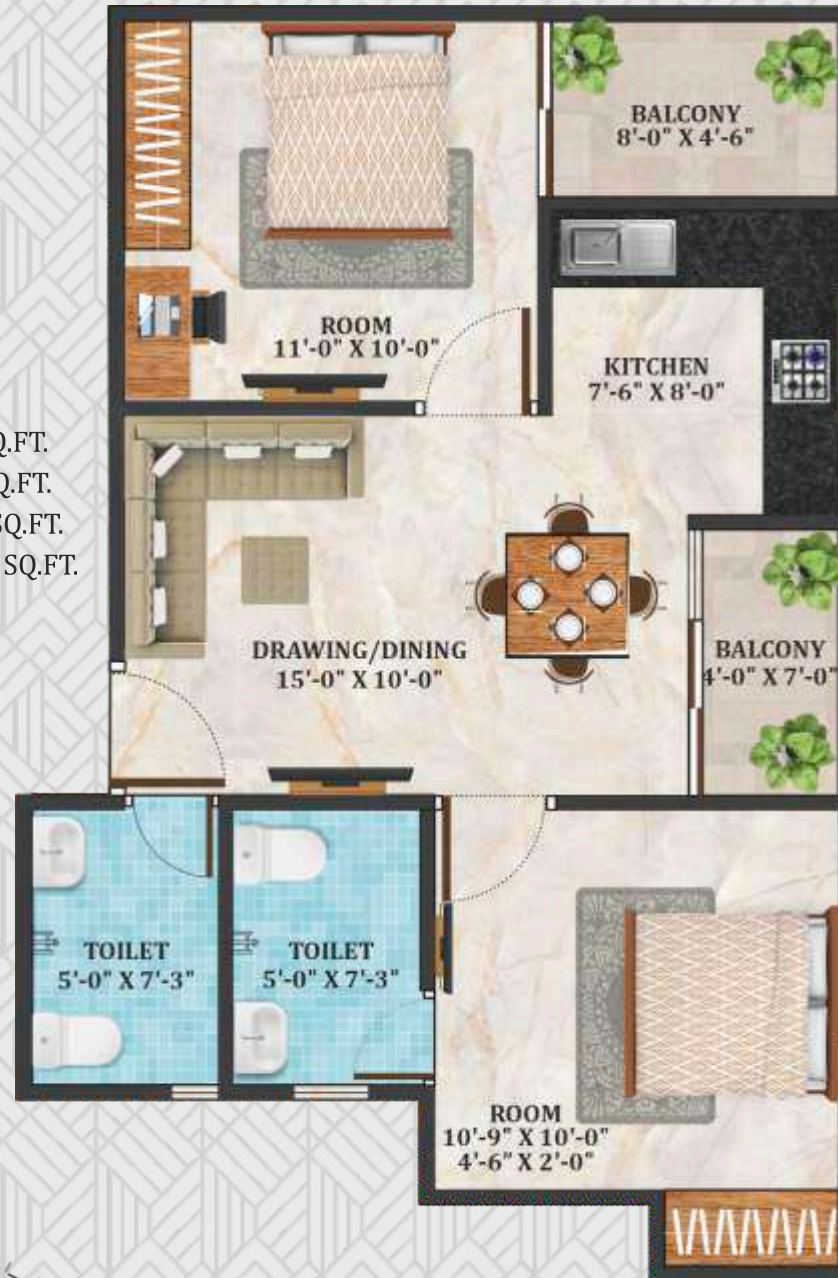 BALCONY
8'-0" X 4'-6"
ROOM
11'-0" X 10'-0"
KITCHEN
7'-6" X 8'-0"
SQ.FT.
SQ.FT.
DRAWING/DINING
15'-0" X 10'-0"
BALCONY
4'-0" X 7'-0"
TOILET
5'-0" X 7'-3"
TOILET
5'-0" X 7'-3"
ROOM
10'-9" X 10'-0"
4'-6" X 2'-0"